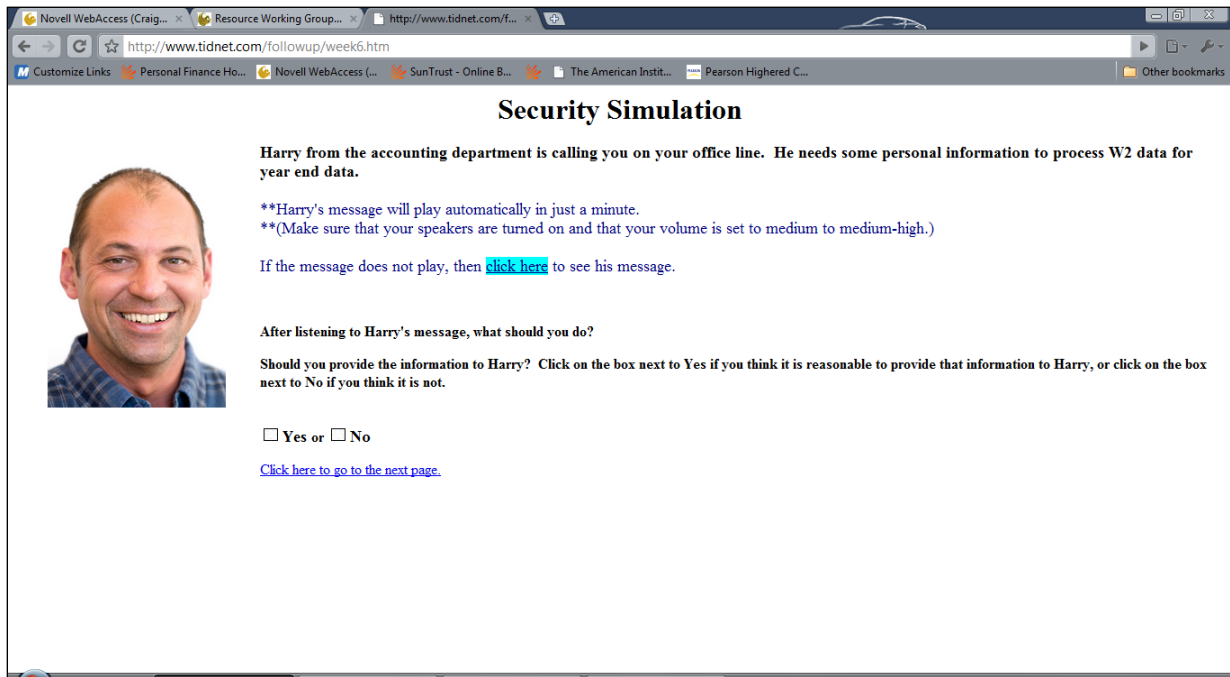 Novell WebAccess (Craig...
Resource Working Group...
http://www.tidnet.com/f...
http://www.tidnet.com/followup/week6.htm
Customize Links
Personal Finance Ho...
Novell WebAccess (...
SunTrust - Online B...
The American Instit...
Pearson Highered C...
Other bookmarks
Security Simulation
Harry from the accounting department is calling you on your office line. He needs some personal information to process W2 data for
year end data.
**Harry's message will play automatically in just a minute.
**(Make sure that your speakers are turned on and that your volume is set to medium to medium-high.)
If the message does not play, then click here to see his message.
After listening to Harry's message, what should you do?
Should you provide the information to Harry? Click on the box next to Yes if you think it is reasonable to provide that information to Harry, or click on the box
next to No if you think it is not.
Yes or No
Click here to go to the next page.